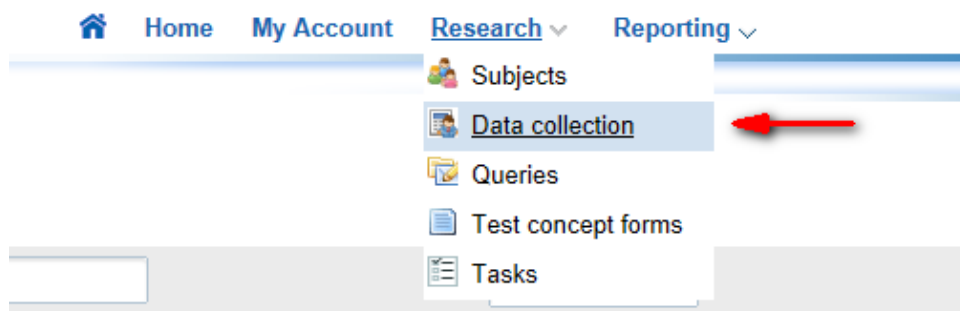 Home My Account Research Reporting
Subjects
Data collection
Queries
Test concept forms
Tasks